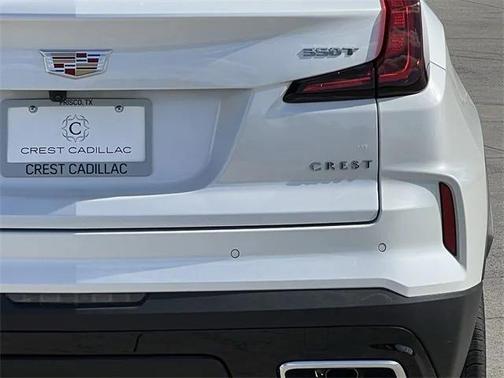 350T
FRISCO, TX
C
CREST CADILLAC
CREST CADILLAC
CREST